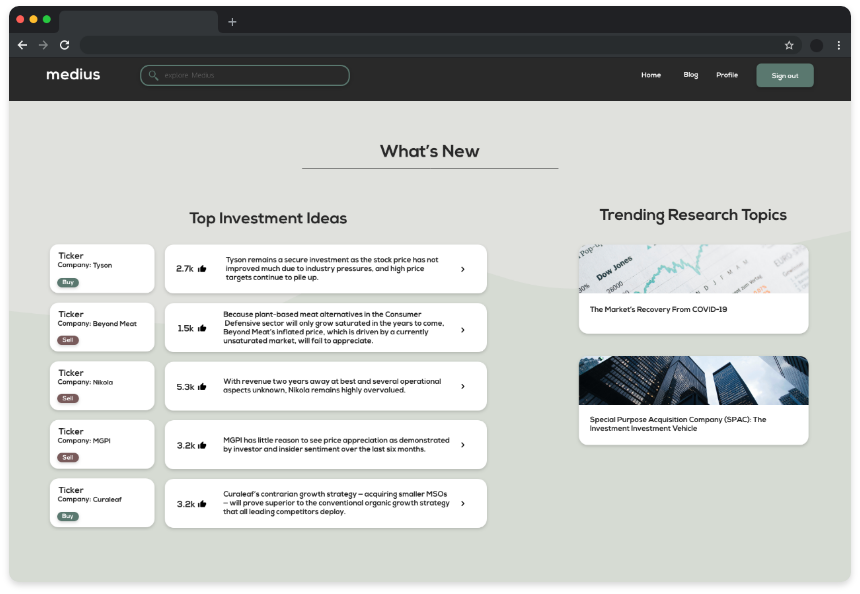 medius
explore Medius
Home
Blog
Profile
Sign out
What's New
Top Investment Ideas
Trending Research Topics
Ticker
Company: Tyson
Buy
2.7k
Tyson remains a secure investment as the stock price has not
improved much due to industry pressures, and high price
targets continue to pile up.
Ticker
Company: Beyond Meat
Sell
1.5k
Because plant-based meat alternatives in the Consumer
Defensive sector will only grow saturated in the years to come,
Beyond Meat's inflated price, which is driven by a currently
unsaturated market, will fail to appreciate.
Ticker
Company: Nikola
Sell
5.3k
With revenue two years away at best and several operational
aspects unknown, Nikola remains highly overvalued.
Ticker
Company: MGPI
Sell
3.2k
MGPI has little reason to see price appreciation as demonstrated
by investor and insider sentiment over the last six months.
Ticker
Company: Curaleaf
Buy
3.2k
Curaleaf's contrarian growth strategy – acquiring smaller MSOs
– will prove superior to the conventional organic growth strategy
that all leading competitors deploy.
Dow Jones
The Market's Recovery From COVID-19
Special Purpose Acquisition Company (SPAC): The
Investment Investment Vehicle